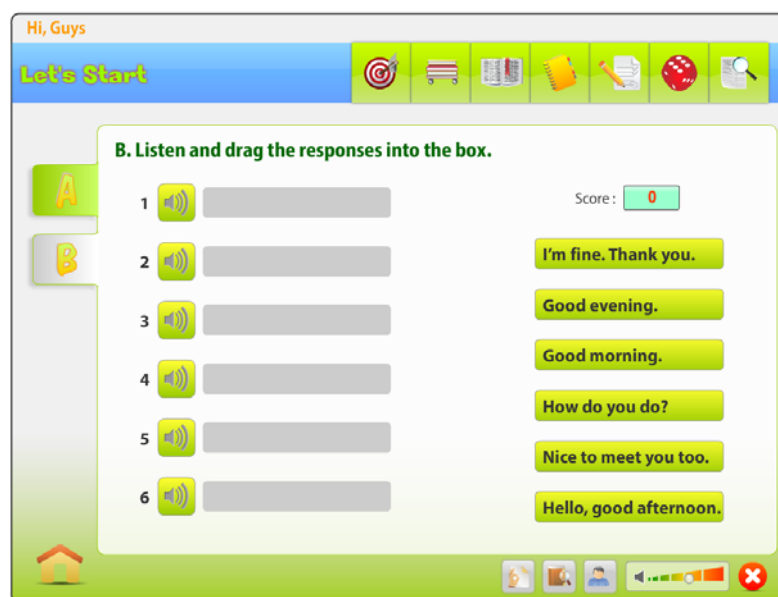 Hi, Guys
Let's Start
A
B
B. Listen and drag the responses into the box.
1
2
3
4
5
6
Score : 0
I'm fine. Thank you.
Good evening.
Good morning.
How do you do?
Nice to meet you too.
Hello, good afternoon.